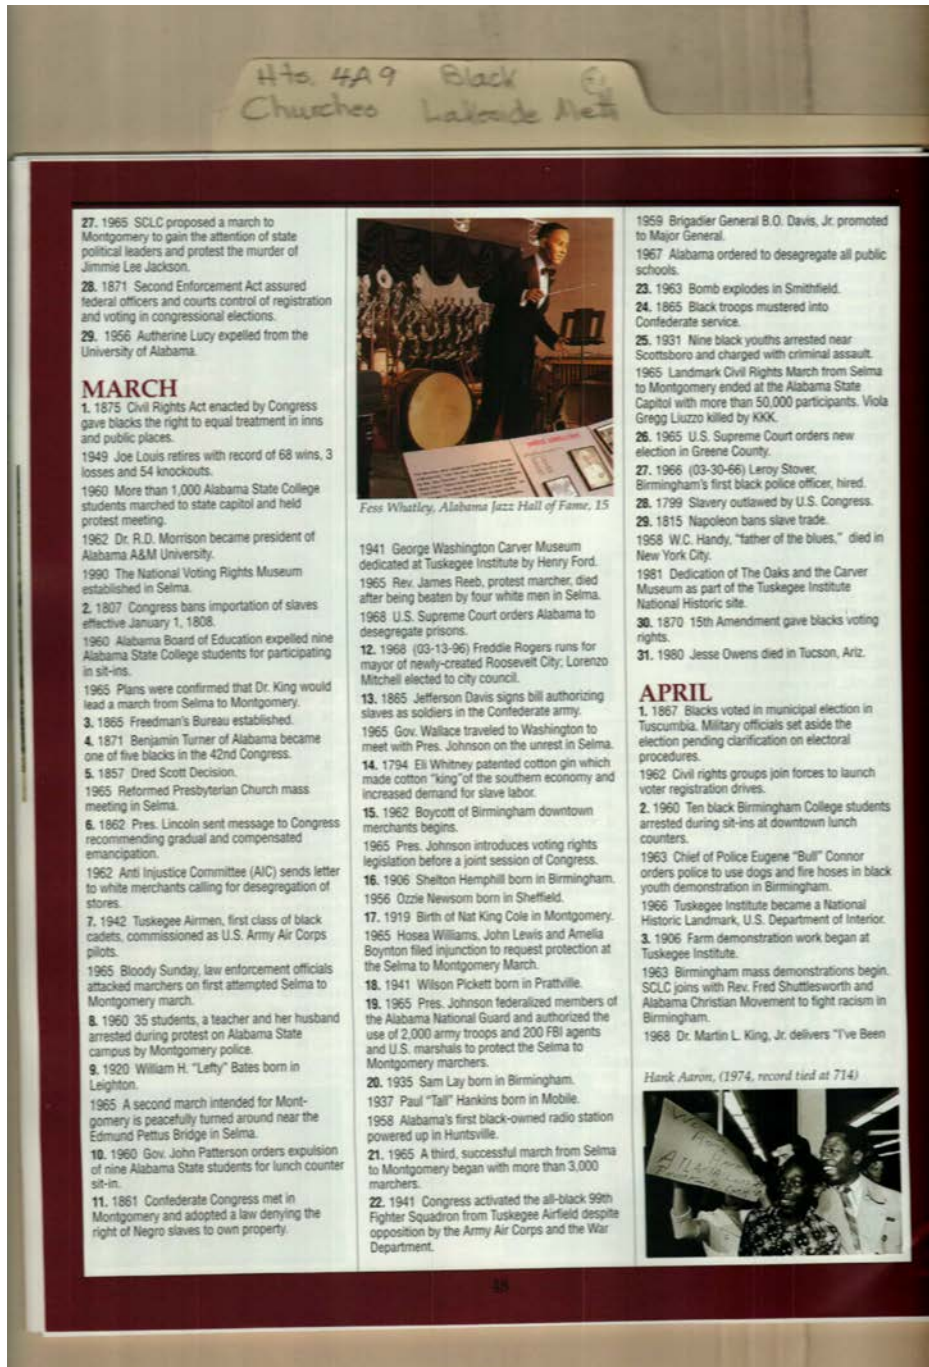 Hts. 4A9 Black
Churches Lakeside Meth
27. 1965 SCLC proposed a march to
Montgomery to gain the attention of state
political leaders and protest the murder of
Jimmie Lee Jackson.
28. 1871 Second Enforcement Act assured
federal officers and courts control of registration
and voting in congressional elections.
29. 1956 Autherine Lucy expelled from the
University of Alabama.
MARCH
1. 1875 Civil Rights Act enacted by Congress
gave blacks the right to equal treatment in inns
and public places.
1949 Joe Louis retires with record of 68 wins, 3
losses and 54 knockouts.
1960 More than 1,000 Alabama State College
students marched to state capitol and held
protest meeting.
1962 Dr. R.D. Morrison became president of
Alabama A&M University.
1990 The National Voting Rights Museum
established in Selma.
2. 1807 Congress bans importation of slaves
effective January 1, 1808.
1960 Alabama Board of Education expelled nine
Alabama State College students for participating
in sit-ins.
1965 Plans were confirmed that Dr. King would
lead a march from Selma to Montgomery.
3. 1865 Freedman's Bureau established.
4. 1871 Benjamin Turner of Alabama became
one of five blacks in the 42nd Congress.
5. 1857 Dred Scott Decision.
1965 Reformed Presbyterian Church mass
meeting in Selma.
6. 1862 Pres. Lincoln sent message to Congress
recommending gradual and compensated
emancipation.
1962 Anti Injustice Committee (AIC) sends letter
to white merchants calling for desegregation of
stores.
7. 1942 Tuskegee Airmen, first class of black
cadets, commissioned as U.S. Army Air Corps
pilots.
1965 Bloody Sunday, law enforcement officials
attacked marchers on first attempted Selma to
Montgomery march.
8. 1960 35 students, a teacher and her husband
arrested during protest on Alabama State
campus by Montgomery police.
9. 1920 William H. "Lefty" Bates born in
Leighton.
1965 A second march intended for Mont-
gomery is peacefully turned around near the
Edmund Pettus Bridge in Selma.
10. 1960 Gov. John Patterson orders expulsion
of nine Alabama State students for lunch counter
sit-in.
11. 1861 Confederate Congress met in
Montgomery and adopted a law denying the
right of Negro slaves to own property.
Fess Whatley, Alabama Jazz Hall of Fame, 15
1941 George Washington Carver Museum
dedicated at Tuskegee Institute by Henry Ford.
1965 Rev. James Reeb, protest marcher, died
after being beaten by four white men in Selma.
1968 U.S. Supreme Court orders Alabama to
desegregate prisons.
12. 1968 (03-13-96) Freddie Rogers runs for
mayor of newly-created Roosevelt City; Lorenzo
Mitchell elected to city council.
13. 1865 Jefferson Davis signs bill authorizing
slaves as soldiers in the Confederate army.
1965 Gov. Wallace traveled to Washington to
meet with Pres. Johnson on the unrest in Selma.
14. 1794 Eli Whitney patented cotton gin which
made cotton "king"of the southern economy and
increased demand for slave labor.
15. 1962 Boycott of Birmingham downtown
merchants begins.
1965 Pres. Johnson introduces voting rights
legislation before a joint session of Congress.
16. 1906 Shelton Hemphill born in Birmingham.
1956 Ozzie Newsom born in Sheffield.
17. 1919 Birth of Nat King Cole in Montgomery.
1965 Hosea Williams, John Lewis and Amelia
Boynton filed injunction to request protection at
the Selma to Montgomery March.
18. 1941 Wilson Pickett born in Prattville.
19. 1965 Pres. Johnson federalized members of
the Alabama National Guard and authorized the
use of 2,000 army troops and 200 FBI agents
and U.S. marshals to protect the Selma to
Montgomery marchers.
20. 1935 Sam Lay born in Birmingham.
1937 Paul "Tall" Hankins born in Mobile.
1958 Alabama's first black-owned radio station
powered up in Huntsville.
21. 1965 A third, successful march from Selma
to Montgomery began with more than 3,000
marchers.
22. 1941 Congress activated the all-black 99th
Fighter Squadron from Tuskegee Airfield despite
opposition by the Army Air Corps and the War
Department.
1959 Brigadier General B.O. Davis, Jr. promoted
to Major General.
1967 Alabama ordered to desegregate all public
schools.
23. 1963 Bomb explodes in Smithfield.
24. 1865 Black troops mustered into
Confederate service.
25. 1931 Nine black youths arrested near
Scottsboro and charged with criminal assault.
1965 Landmark Civil Rights March from Selma
to Montgomery ended at the Alabama State
Capitol with more than 50,000 participants. Viola
Gregg Liuzzo killed by KKK.
26. 1965 U.S. Supreme Court orders new
election in Greene County.
27. 1966 (03-30-66) Leroy Stover,
Birmingham's first black police officer, hired.
28. 1799 Slavery outlawed by U.S. Congress.
29. 1815 Napoleon bans slave trade.
1958 W.C. Handy, "father of the blues," died in
New York City.
1981 Dedication of The Oaks and the Carver
Museum as part of the Tuskegee Institute
National Historic site.
30. 1870 15th Amendment gave blacks voting
rights.
31. 1980 Jesse Owens died in Tucson, Ariz.
APRIL
1. 1867 Blacks voted in municipal election in
Tuscumbia. Military officials set aside the
election pending clarification on electoral
procedures.
1962 Civil rights groups join forces to launch
voter registration drives.
2. 1960 Ten black Birmingham College students
arrested during sit-ins at downtown lunch
counters.
1963 Chief of Police Eugene "Bull" Connor
orders police to use dogs and fire hoses in black
youth demonstration in Birmingham.
1966 Tuskegee Institute became a National
Historic Landmark, U.S. Department of Interior.
3. 1906 Farm demonstration work began at
Tuskegee Institute.
1963 Birmingham mass demonstrations begin.
SCLC joins with Rev. Fred Shuttlesworth and
Alabama Christian Movement to fight racism in
Birmingham.
1968 Dr. Martin L. King, Jr. delivers "I've Been
Hank Aaron, (1974, record tied at 714)
ATLANTA
48